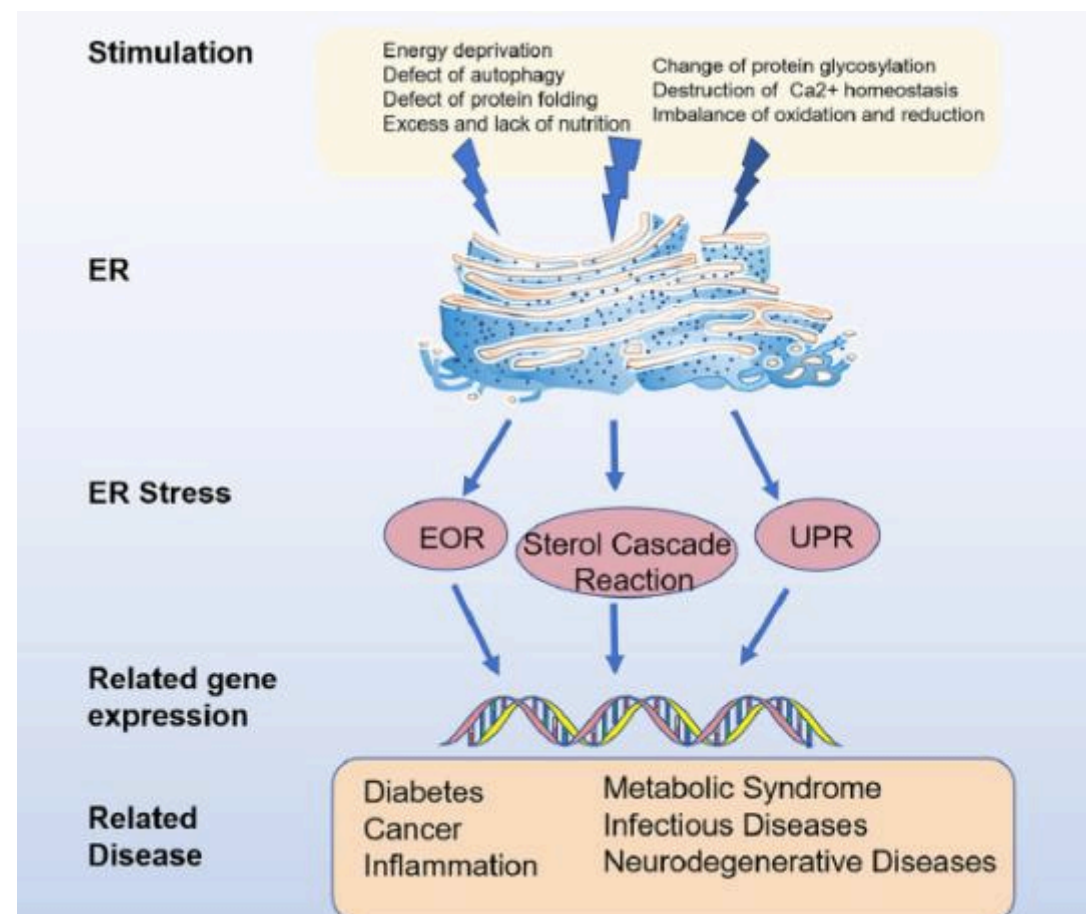 Stimulation
Energy deprivation
Defect of autophagy
Defect of protein folding
Excess and lack of nutrition
Change of protein glycosylation
Destruction of Ca2+ homeostasis
Imbalance of oxidation and reduction
ER
ER Stress
EOR
Sterol Cascade
Reaction
UPR
Related gene
expression
Related
Disease
Diabetes
Cancer
Inflammation
Metabolic Syndrome
Infectious Diseases
Neurodegenerative Diseases